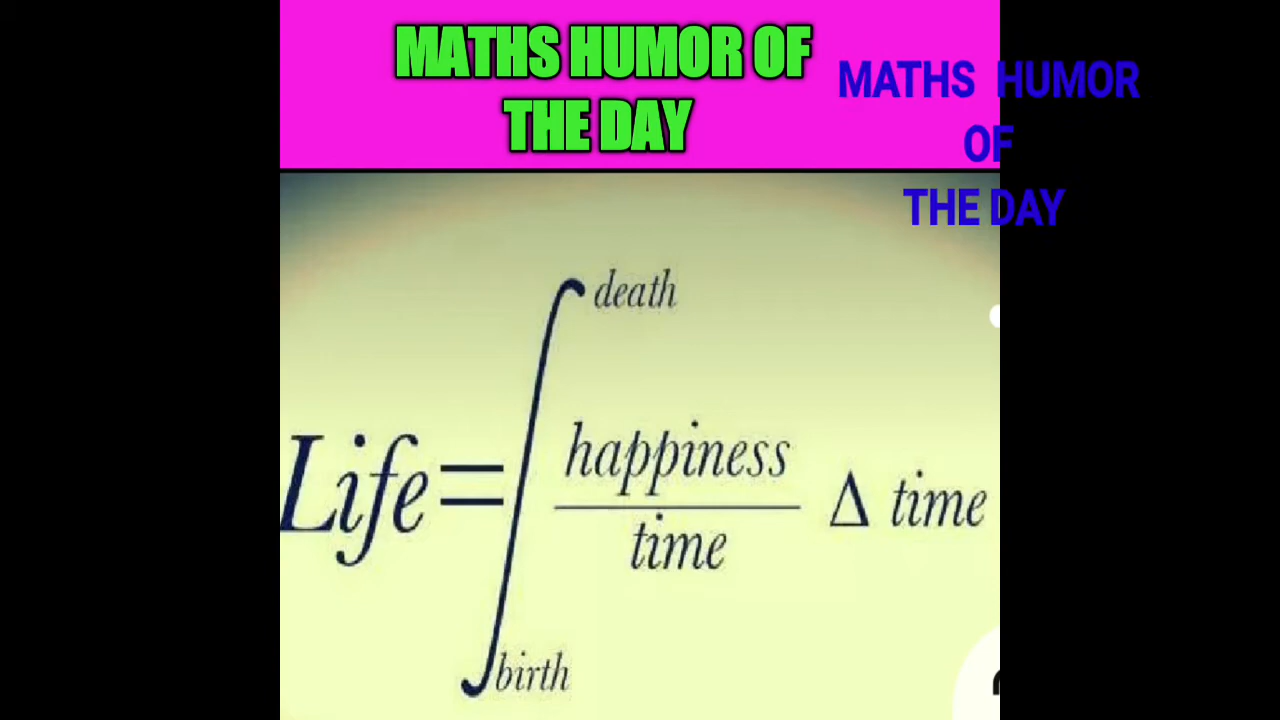 MATHS HUMOR OF
THE DAY
MATHS HUMOR
OF
THE DAY
death
Life = ∫ happiness
time
Δ time
birth